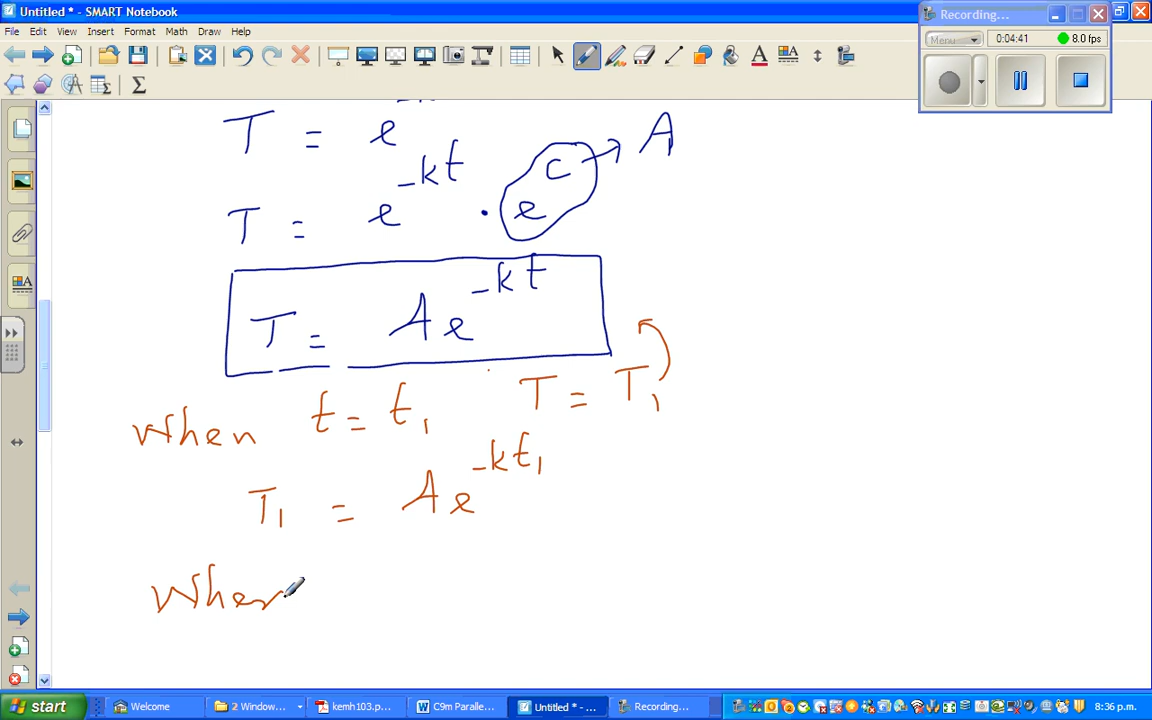 Untitled * - SMART Notebook
Recording...
File Edit View Insert Format Math Draw Help
Menu 0:04:41 8.0 fps
T = e
T = e^-kt · e^c → A
T = Ae^-kt
When t = t₁ T = T₁
T₁ = Ae^-kt₁
When
start Welcome 2 Window... kemh103.p... C9m Paralle... Untitled * - ... Recording... 8:36 p.m.